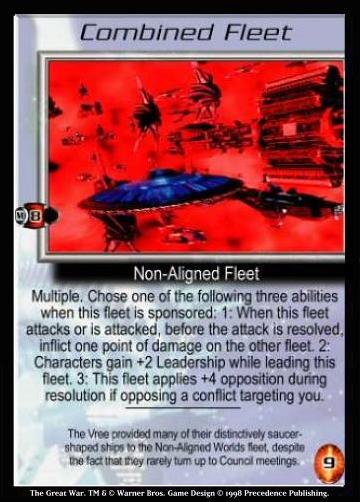 Combined Fleet
M 8
Non-Aligned Fleet
Multiple. Chose one of the following three abilities
when this fleet is sponsored: 1: When this fleet
attacks or is attacked, before the attack is resolved,
inflict one point of damage on the other fleet. 2:
Characters gain +2 Leadership while leading this
fleet. 3: This fleet applies +4 opposition during
resolution if opposing a conflict targeting you.
The Vree provided many of their distinctively saucer-
shaped ships to the Non-Aligned Worlds fleet, despite
the fact that they rarely turn up to Council meetings.
9
The Great War. TM & © Warner Bros. Game Design © 1998 Precedence Publishing.